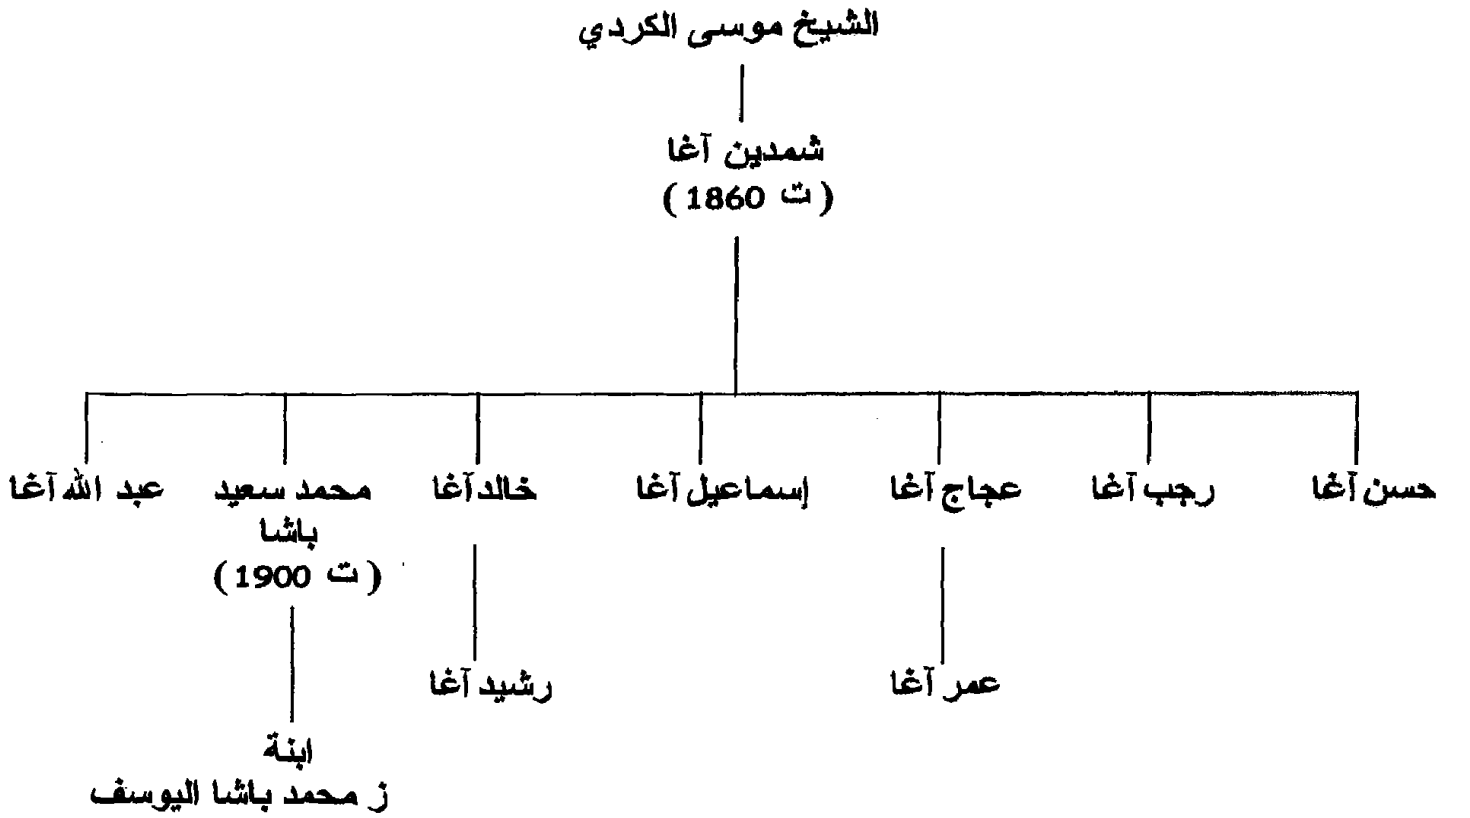 الشيخ موسى الكردي
شمدين آغا
(ت 1860)
حسن آغا
رجب آغا
عجاج آغا
إسماعيل آغا
خالد آغا
محمد سعيد
باشا
(ت 1900)
عبد الله آغا
عمر آغا
رشيد آغا
ابنة
ز محمد باشا اليوسف